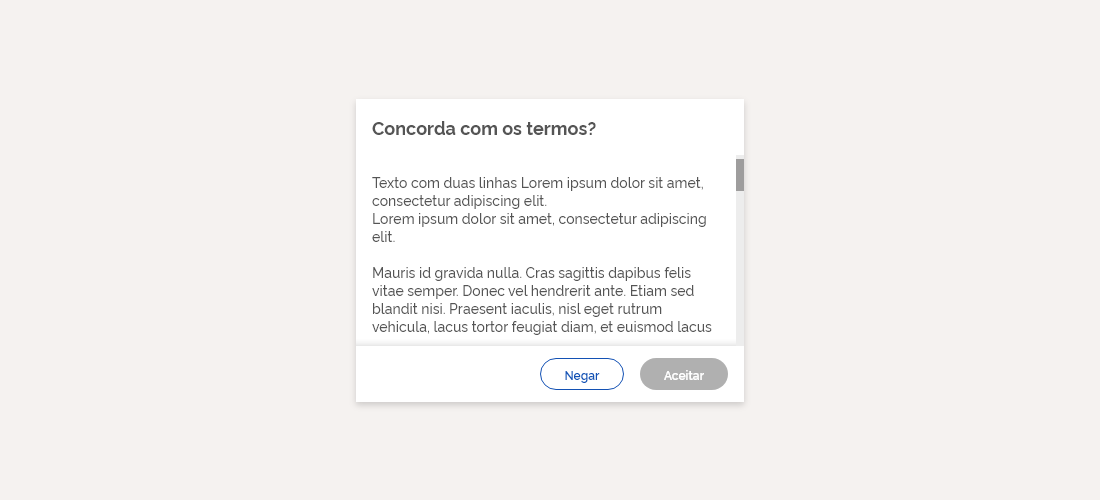 Concorda com os termos?
Texto com duas linhas Lorem ipsum dolor sit amet,
consectetur adipiscing elit.
Lorem ipsum dolor sit amet, consectetur adipiscing
elit.
Mauris id gravida nulla. Cras sagittis dapibus felis
vitae semper. Donec vel hendrerit ante. Etiam sed
blandit nisi. Praesent iaculis, nisl eget rutrum
vehicula, lacus tortor feugiat diam, et euismod lacus
Negar
Aceitar